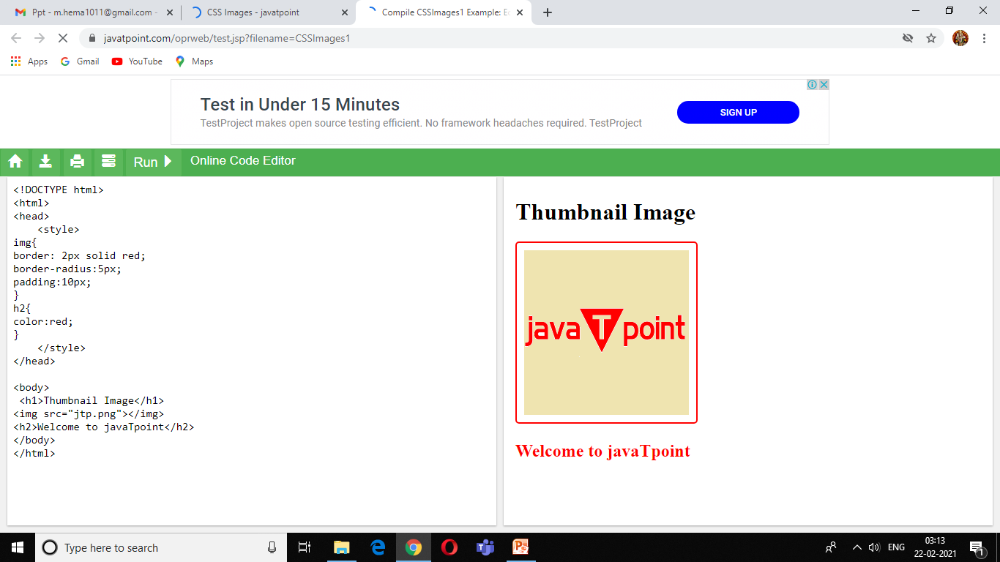 Ppt - m.hema1011@gmail.com -
CSS Images - javatpoint
Compile CSSImages1 Example: E
javatpoint.com/oprweb/test.jsp?filename=CSSImages1
Apps
Gmail
YouTube
Maps
Test in Under 15 Minutes
TestProject makes open source testing efficient. No framework headaches required. TestProject
SIGN UP
Run
Online Code Editor
<!DOCTYPE html>
<html>
<head>
    <style>
img{
border: 2px solid red;
border-radius:5px;
padding:10px;
}
h2{
color:red;
}
    </style>
</head>

<body>
 <h1>Thumbnail Image</h1>
<img src="jtp.png"></img>
<h2>Welcome to javaTpoint</h2>
</body>
</html>
Thumbnail Image
javaTpoint
Welcome to javaTpoint
Type here to search
ENG
03:13
22-02-2021
1